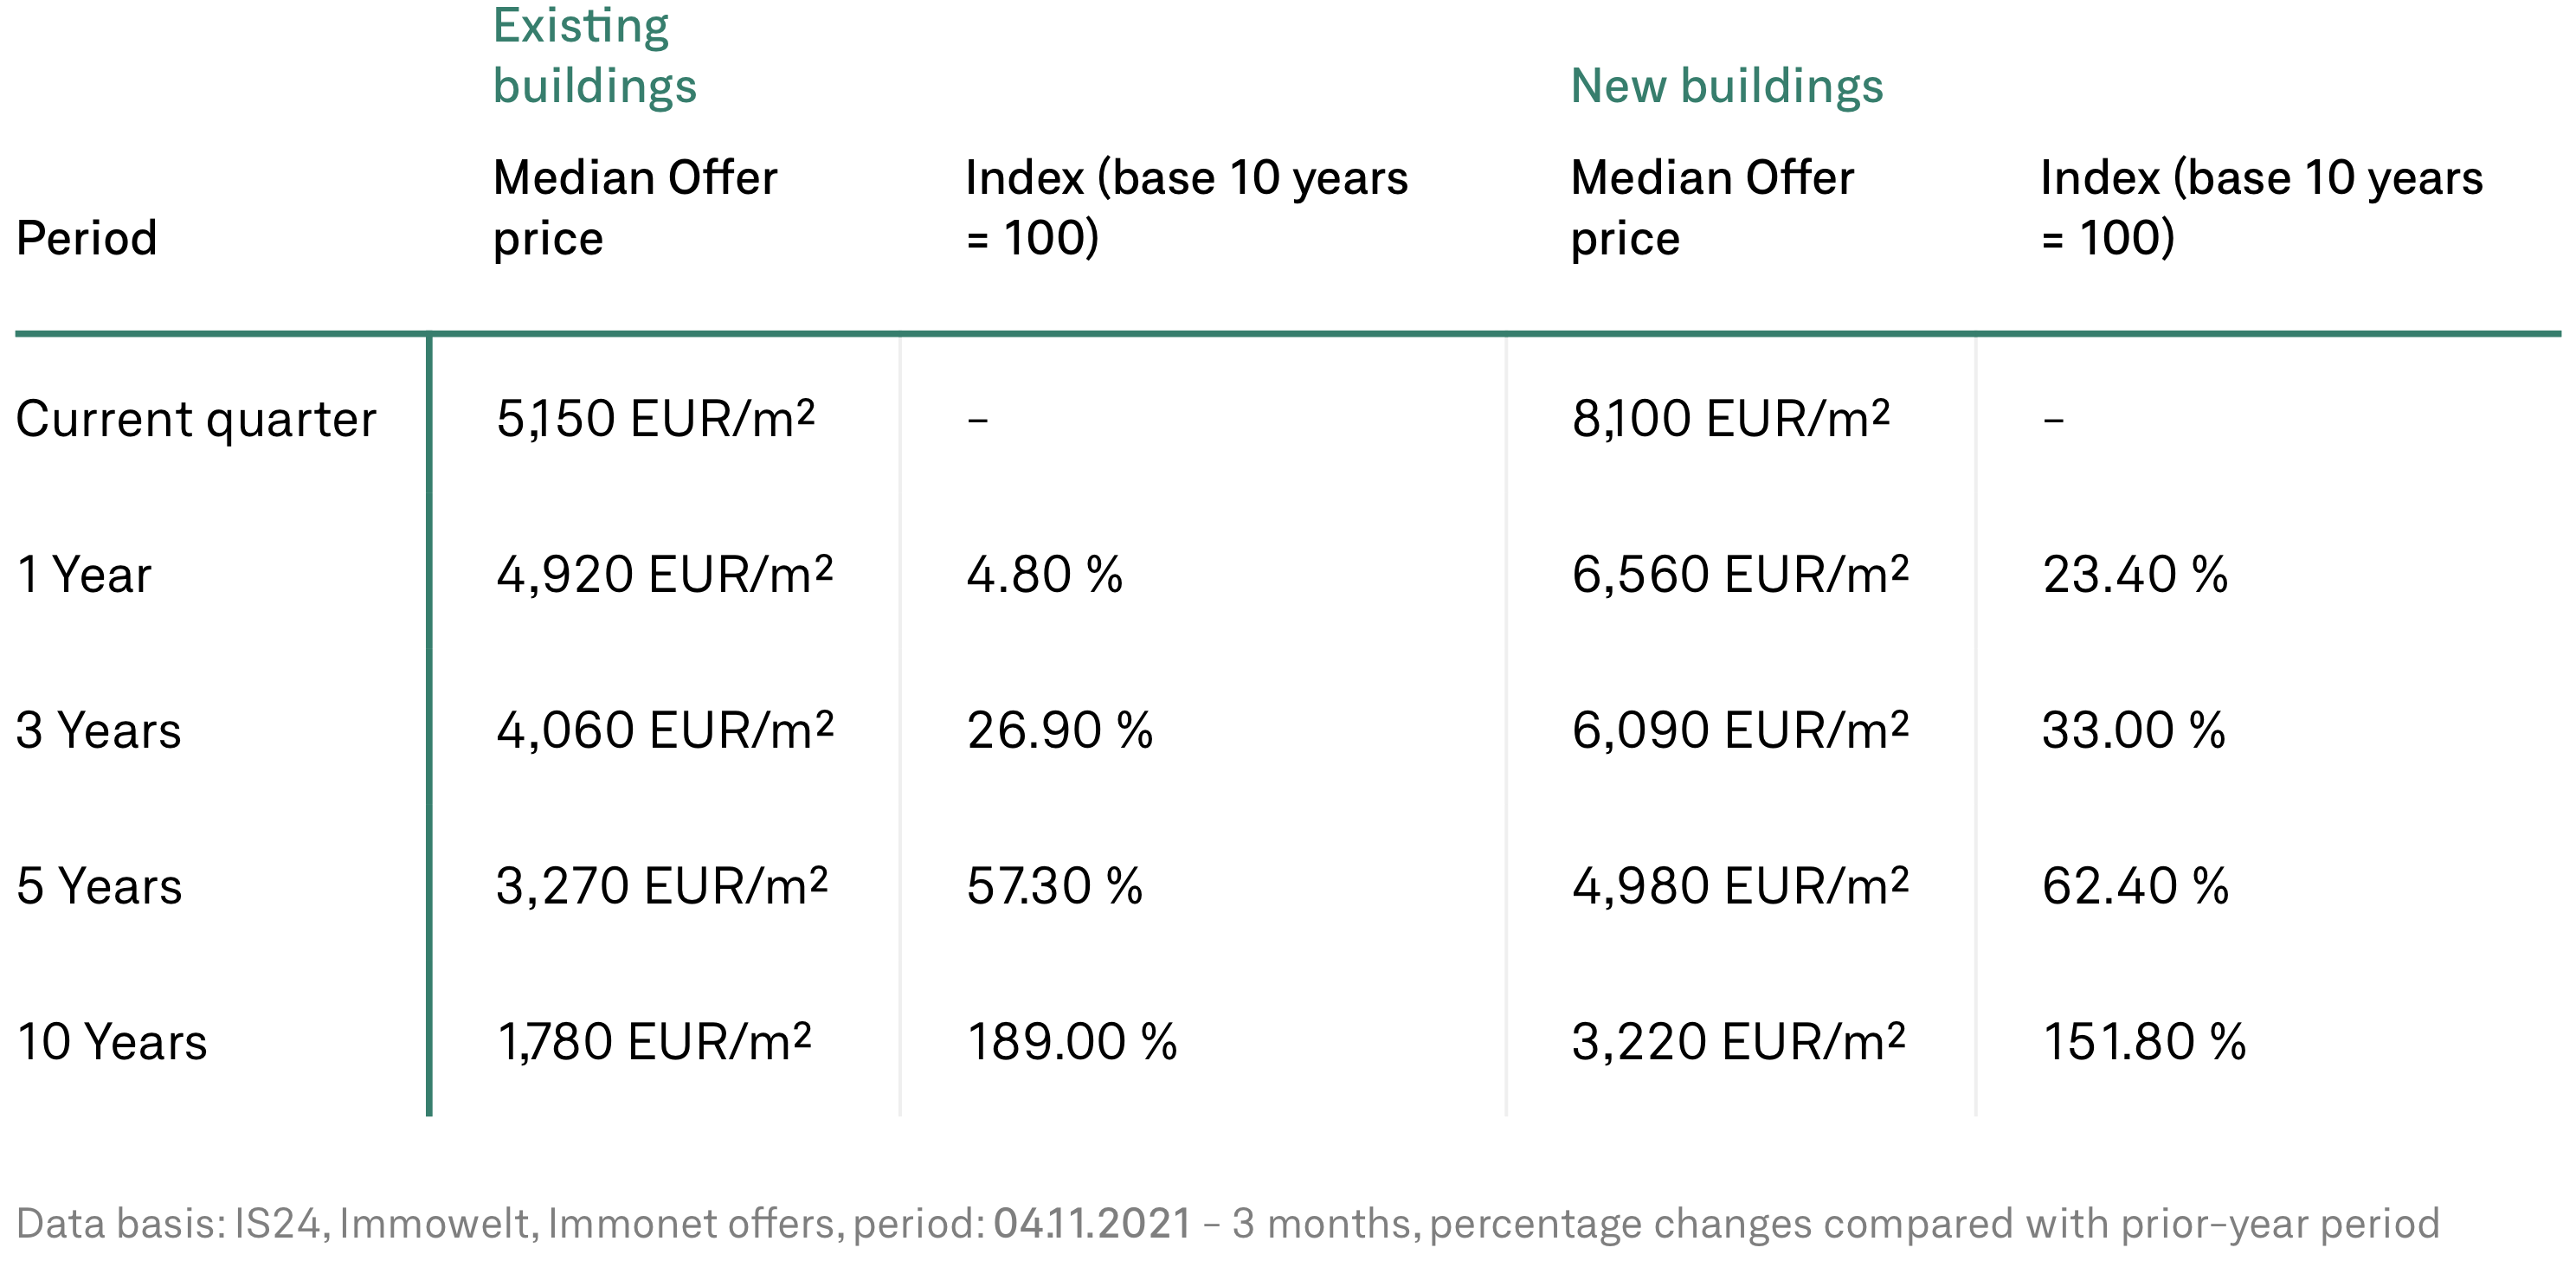 Existing
buildings New buildings
Median Offer Index (base 10 years Median Offer Index (base 10 years
Period price = 100) price = 100)
Current quarter 5,150 EUR/m² – 8,100 EUR/m² –
1 Year 4,920 EUR/m² 4.80 % 6,560 EUR/m² 23.40 %
3 Years 4,060 EUR/m² 26.90 % 6,090 EUR/m² 33.00 %
5 Years 3,270 EUR/m² 57.30 % 4,980 EUR/m² 62.40 %
10 Years 1,780 EUR/m² 189.00 % 3,220 EUR/m² 151.80 %
Data basis: IS24, Immowelt, Immonet offers, period: 04.11.2021 – 3 months, percentage changes compared with prior-year period